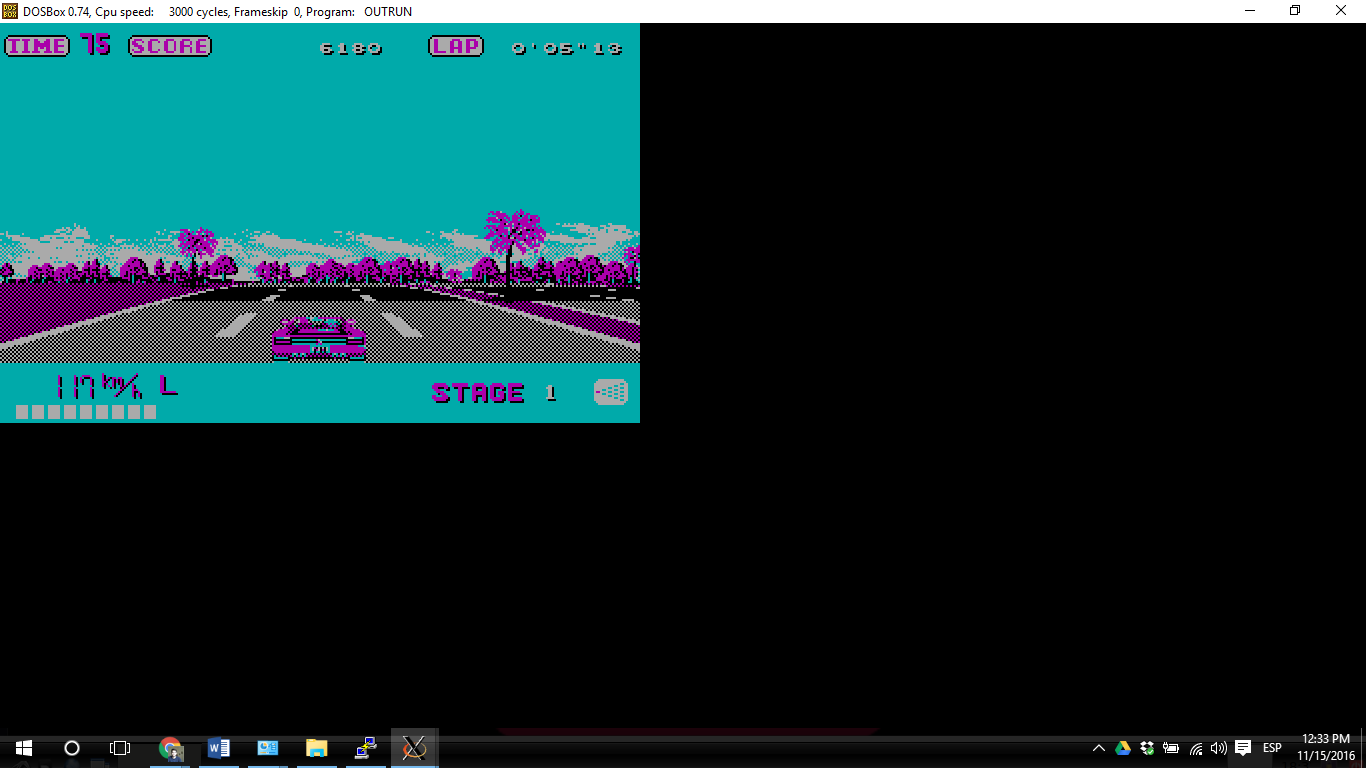 DOSBox 0.74, Cpu speed: 3000 cycles, Frameskip 0, Program: OUTRUN
TIME 75 SCORE 6180 LAP 0'05"13
117 km/h L STAGE 1
ESP 12:33 PM
11/15/2016